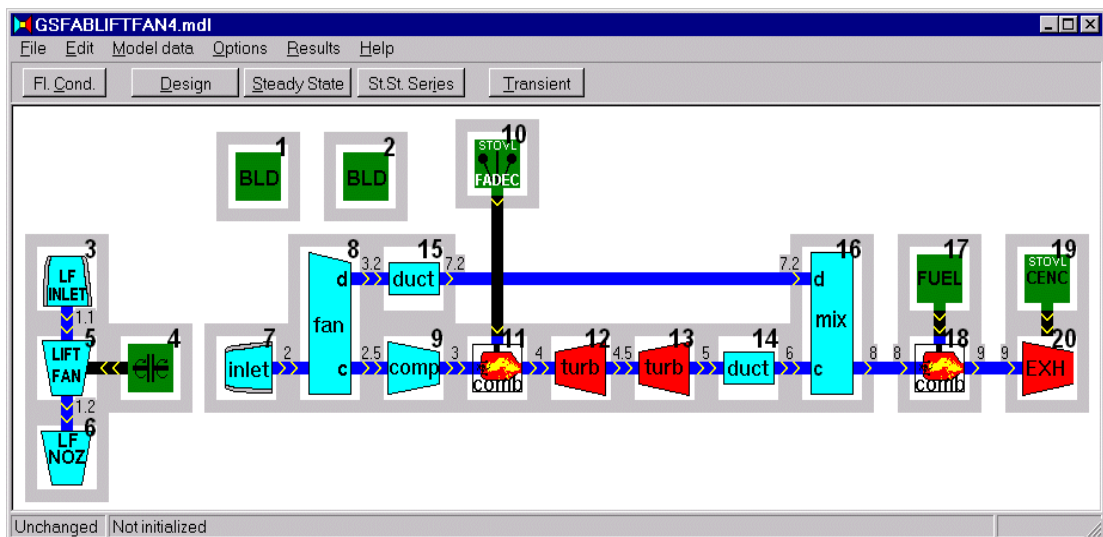 GSFABLIFTFAN4.mdl
File Edit Model data Options Results Help
Fl. Cond. Design Steady State St.St. Series Transient
1
BLD
2
BLD
10
STOVL
FADEC
3
LF
INLET
1.1
5
LIFT
FAN
4
1.2
6
LF
NOZ
8
d
fan
c
3.2
15
duct
7.2
7.2
16
d
mix
c
17
FUEL
19
STOVL
CENC
7
inlet
2
2.5
9
comp
3
11
comb
4
12
turb
4.5
13
turb
5
14
duct
6
8
8
18
comb
9
9
20
EXH
Unchanged Not initialized